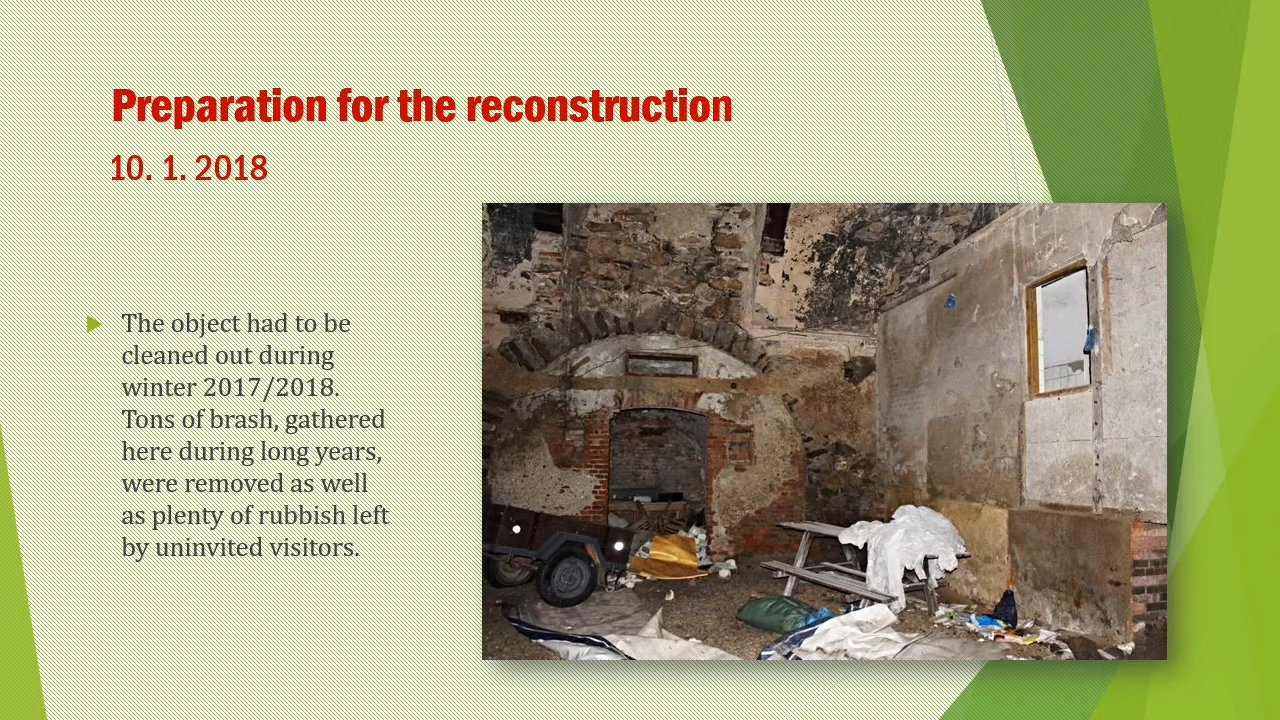 Preparation for the reconstruction
10. 1. 2018
The object had to be
cleaned out during
winter 2017/2018.
Tons of brash, gathered
here during long years,
were removed as well
as plenty of rubbish left
by uninvited visitors.